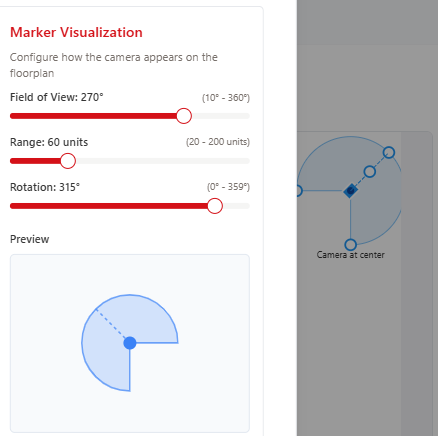 Marker Visualization
Configure how the camera appears on the
floorplan
Field of View: 270° (10° - 360°)
Range: 60 units (20 - 200 units)
Rotation: 315° (0° - 359°)
Preview
Camera at center